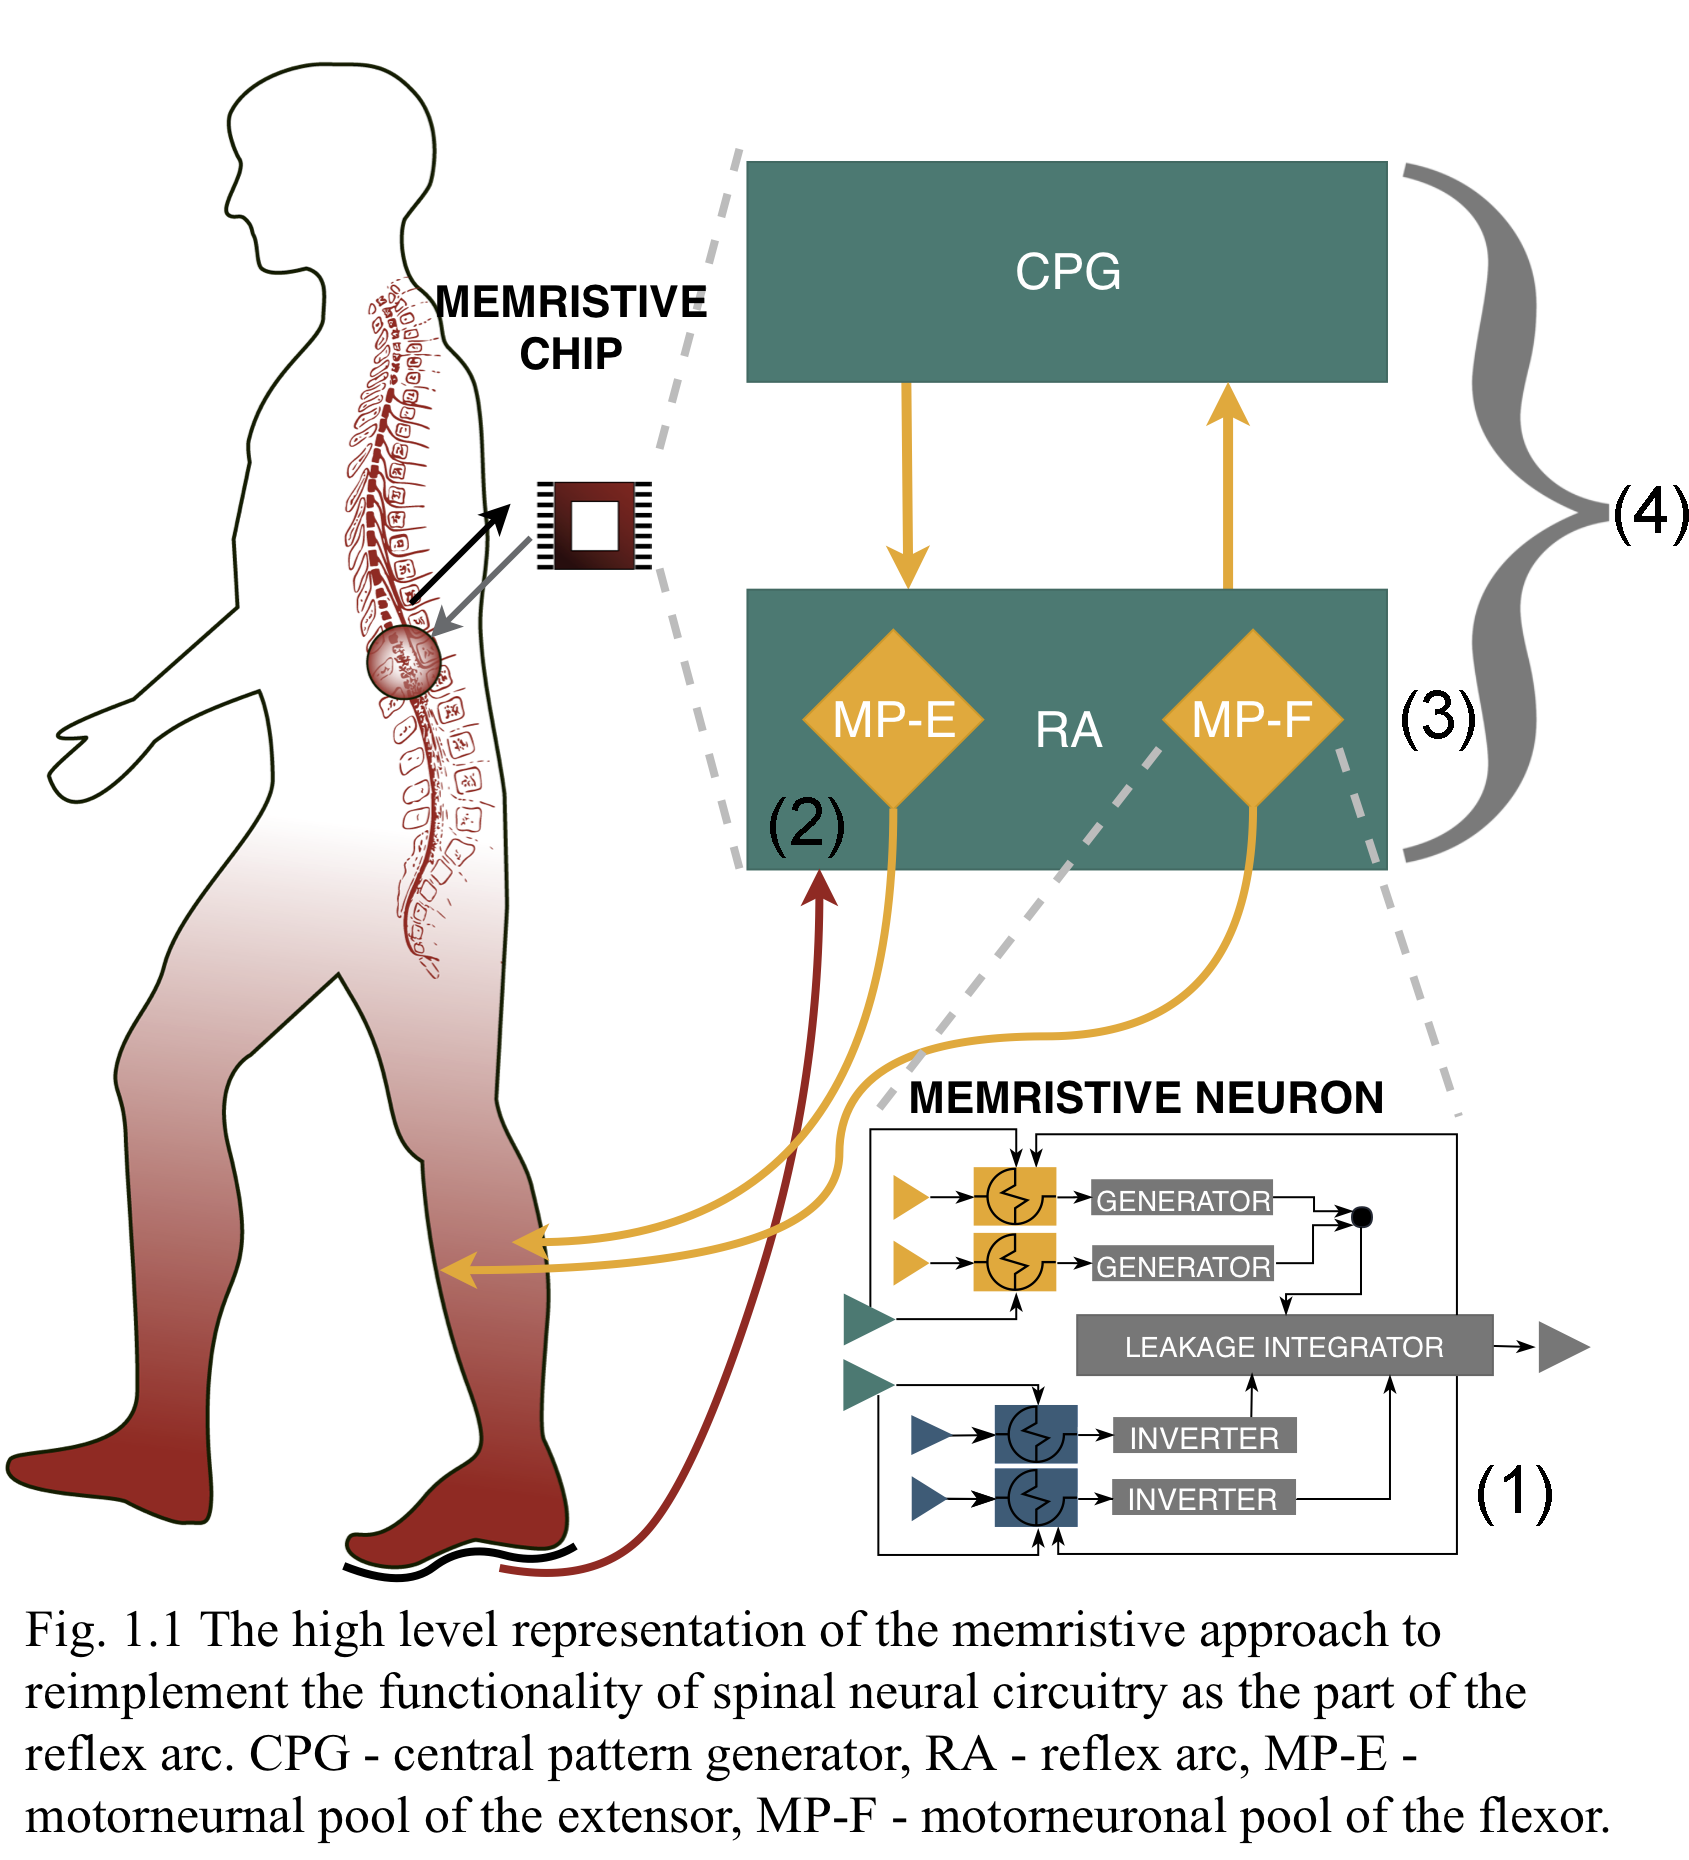 MEMRISTIVE
CHIP
CPG
(4)
MP-E
RA
MP-F
(3)
(2)
MEMRISTIVE NEURON
GENERATOR
GENERATOR
LEAKAGE INTEGRATOR
INVERTER
INVERTER
(1)
Fig. 1.1 The high level representation of the memristive approach to
reimplement the functionality of spinal neural circuitry as the part of the
reflex arc. CPG - central pattern generator, RA - reflex arc, MP-E -
motorneurnal pool of the extensor, MP-F - motorneuronal pool of the flexor.